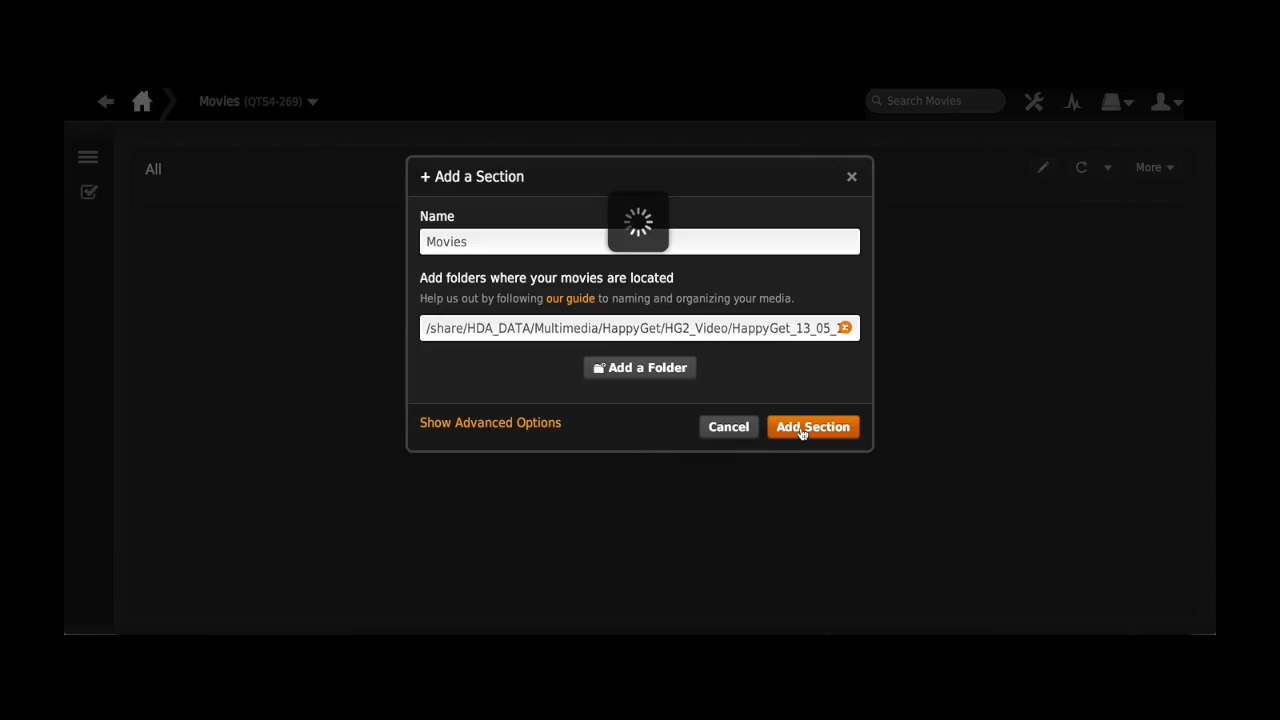 Movies (QTS4-269)
Search Movies
All
More
+ Add a Section
Name
Movies
Add folders where your movies are located
Help us out by following our guide to naming and organizing your media.
/share/HDA_DATA/Multimedia/HappyGet/HG2_Video/HappyGet_13_05_
Add a Folder
Show Advanced Options
Cancel
Add Section